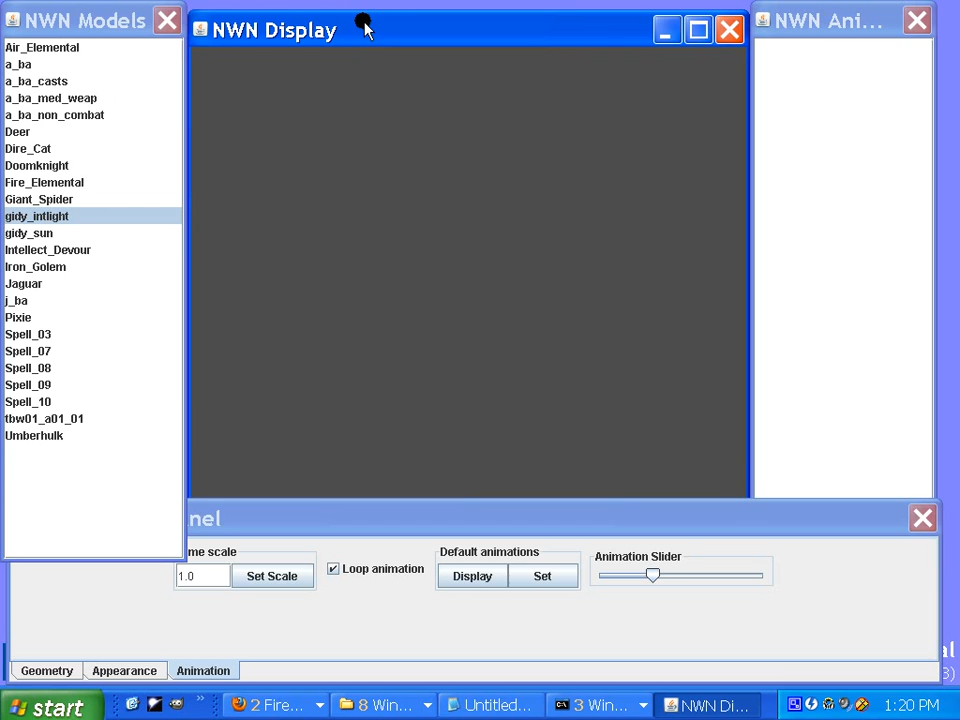 NWN Models
Air_Elemental
a_ba
a_ba_casts
a_ba_med_weap
a_ba_non_combat
Deer
Dire_Cat
Doomknight
Fire_Elemental
Giant_Spider
gidy_intlight
gidy_sun
Intellect_Devour
Iron_Golem
Jaguar
j_ba
Pixie
Spell_03
Spell_07
Spell_08
Spell_09
Spell_10
tbw01_a01_01
Umberhulk
NWN Display
NWN Ani...
nel
me scale
1.0
Set Scale
Loop animation
Default animations
Display
Set
Animation Slider
Geometry
Appearance
Animation
al
3)
start
»
2 Fire...
8 Win...
Untitled...
3 Win...
NWN Di...
1:20 PM